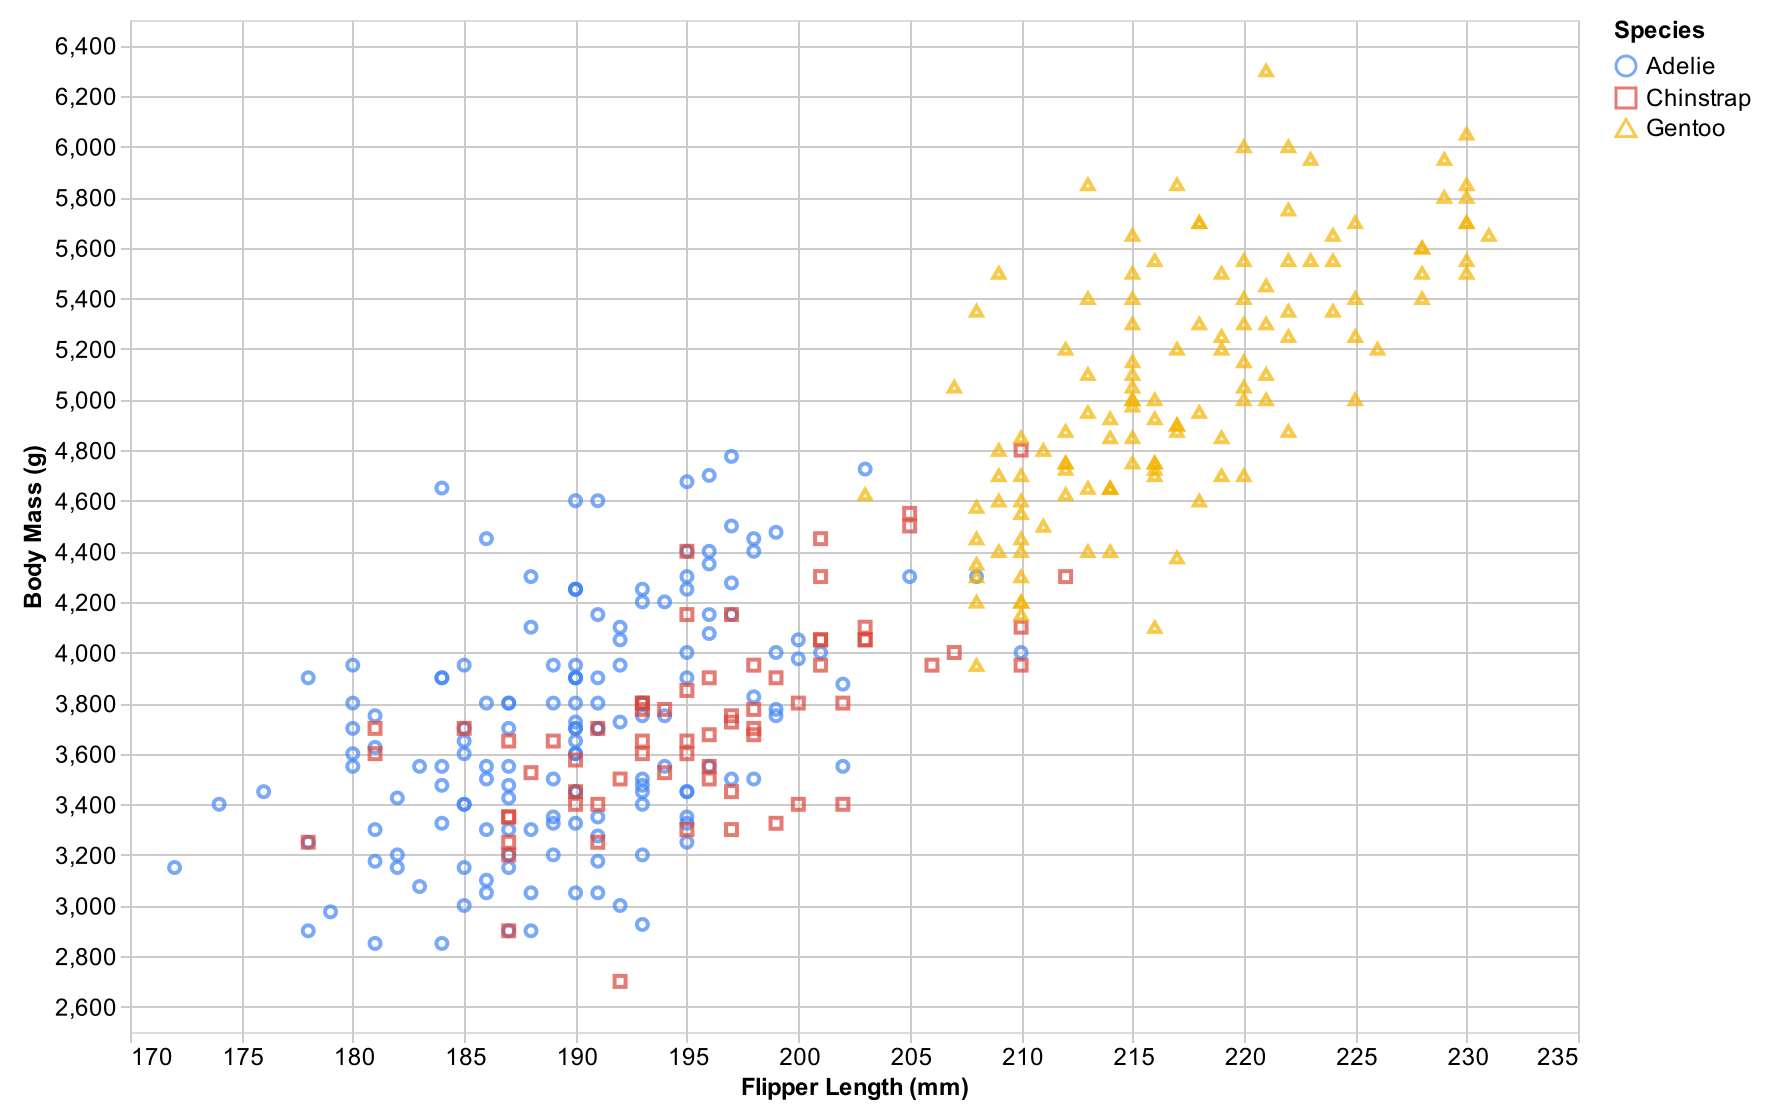 Species
Adelie
Chinstrap
Gentoo
6,400
6,200
6,000
5,800
5,600
5,400
5,200
5,000
4,800
4,600
4,400
4,200
4,000
3,800
3,600
3,400
3,200
3,000
2,800
2,600
Body Mass (g)
170 175 180 185 190 195 200 205 210 215 220 225 230 235
Flipper Length (mm)